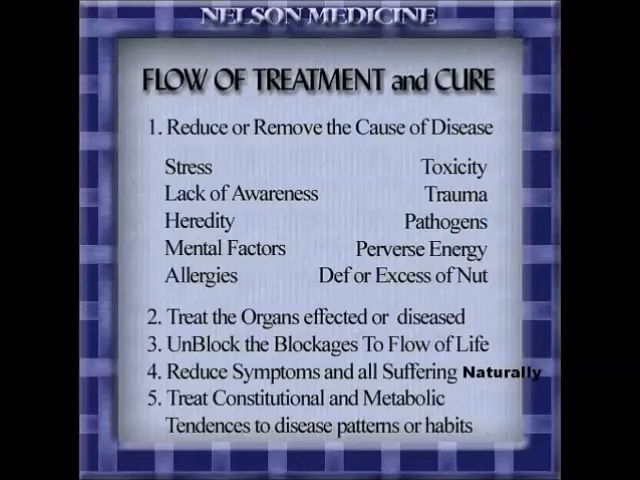 NELSON MEDICINE
FLOW OF TREATMENT and CURE
1. Reduce or Remove the Cause of Disease
Stress Toxicity
Lack of Awareness Trauma
Heredity Pathogens
Mental Factors Perverse Energy
Allergies Def or Excess of Nut
2. Treat the Organs effected or diseased
3. UnBlock the Blockages To Flow of Life
4. Reduce Symptoms and all Suffering Naturally
5. Treat Constitutional and Metabolic
Tendences to disease patterns or habits